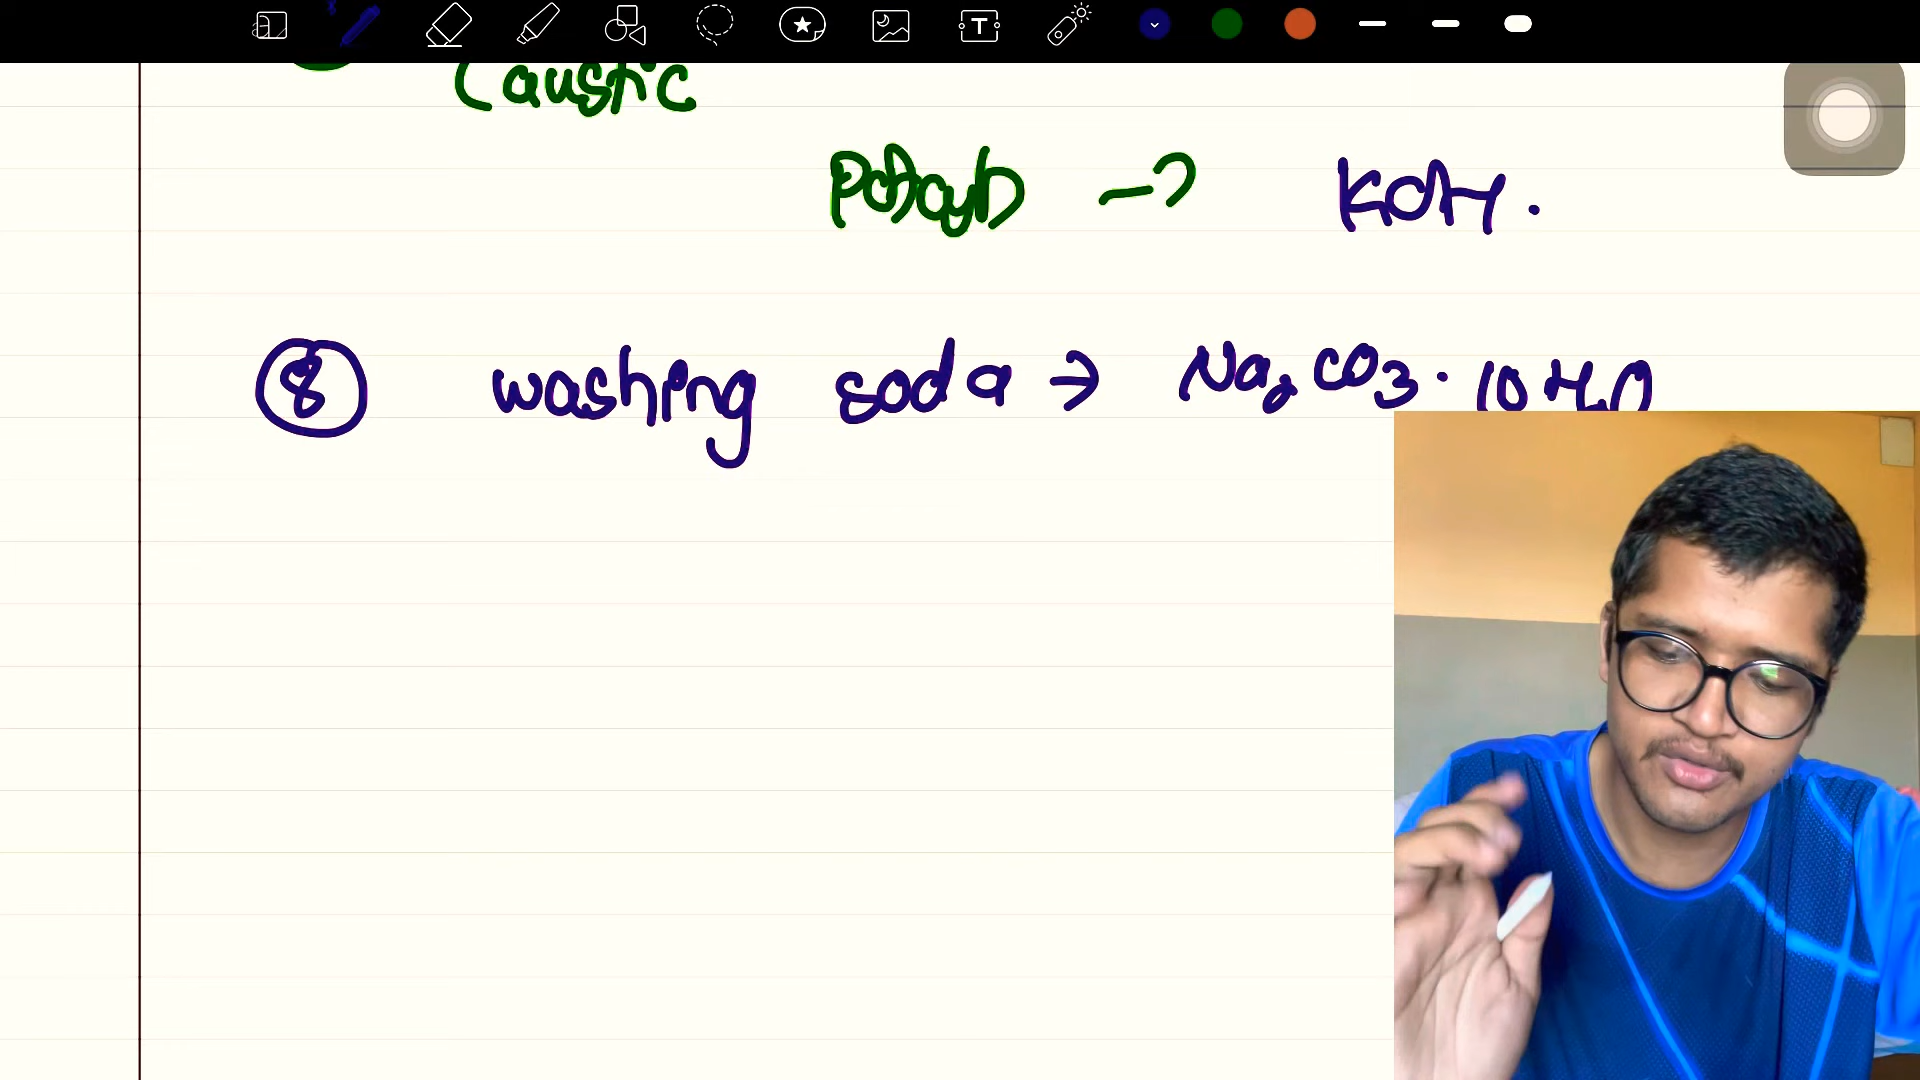 Caustic
Potash → KOH.
8 washing soda → Na₂CO₃·10H₂O